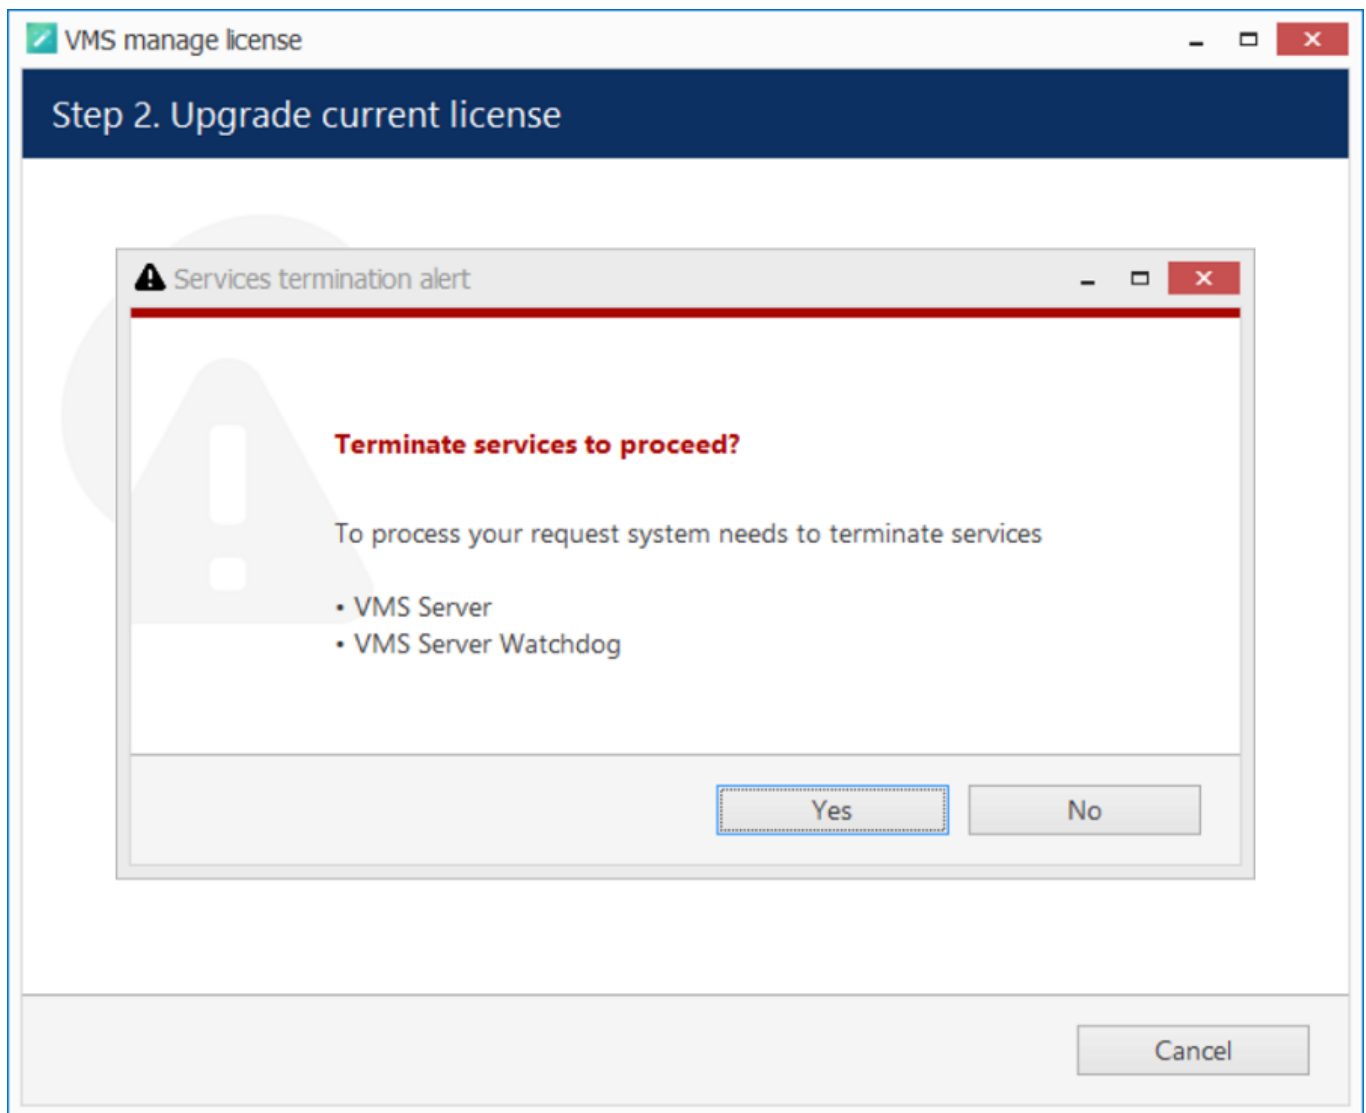 VMS manage license
Step 2. Upgrade current license
Services termination alert
Terminate services to proceed?
To process your request system needs to terminate services
• VMS Server
• VMS Server Watchdog
Yes
No
Cancel